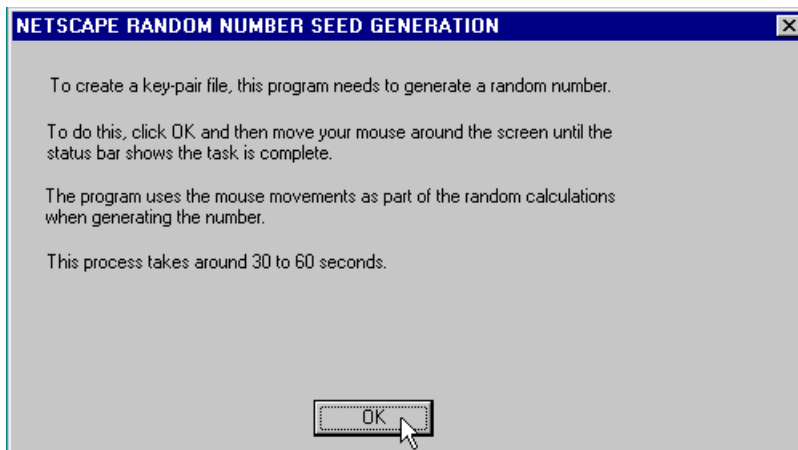 NETSCAPE RANDOM NUMBER SEED GENERATION
To create a key-pair file, this program needs to generate a random number.
To do this, click OK and then move your mouse around the screen until the
status bar shows the task is complete.
The program uses the mouse movements as part of the random calculations
when generating the number.
This process takes around 30 to 60 seconds.
OK